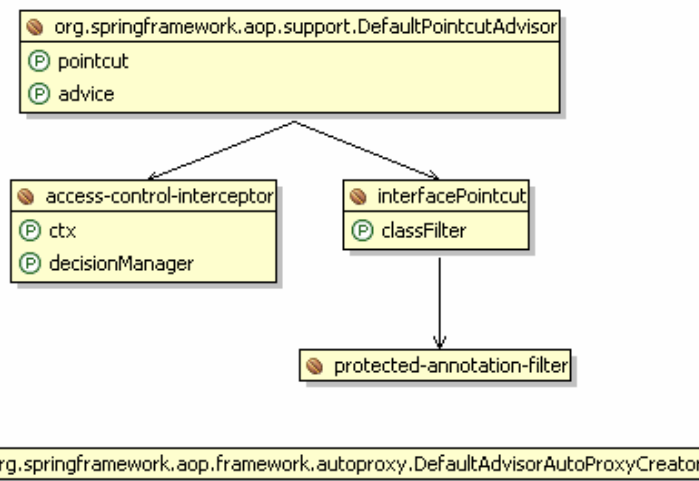 org.springframework.aop.support.DefaultPointcutAdvisor
P pointcut
P advice
access-control-interceptor
P ctx
P decisionManager
interfacePointcut
P classFilter
protected-annotation-filter
rg.springframework.aop.framework.autoproxy.DefaultAdvisorAutoProxyCreator